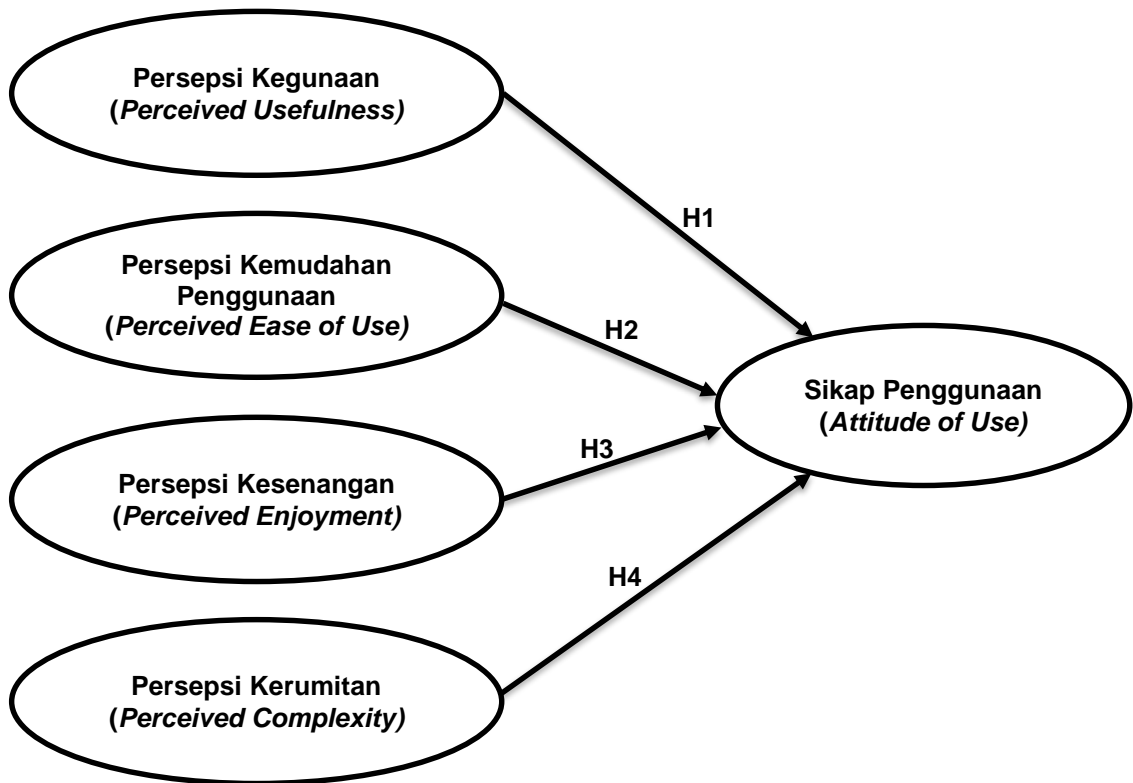 Persepsi Kegunaan
(Perceived Usefulness)
H1
Persepsi Kemudahan
Penggunaan
(Perceived Ease of Use)
H2
Sikap Penggunaan
(Attitude of Use)
H3
Persepsi Kesenangan
(Perceived Enjoyment)
H4
Persepsi Kerumitan
(Perceived Complexity)